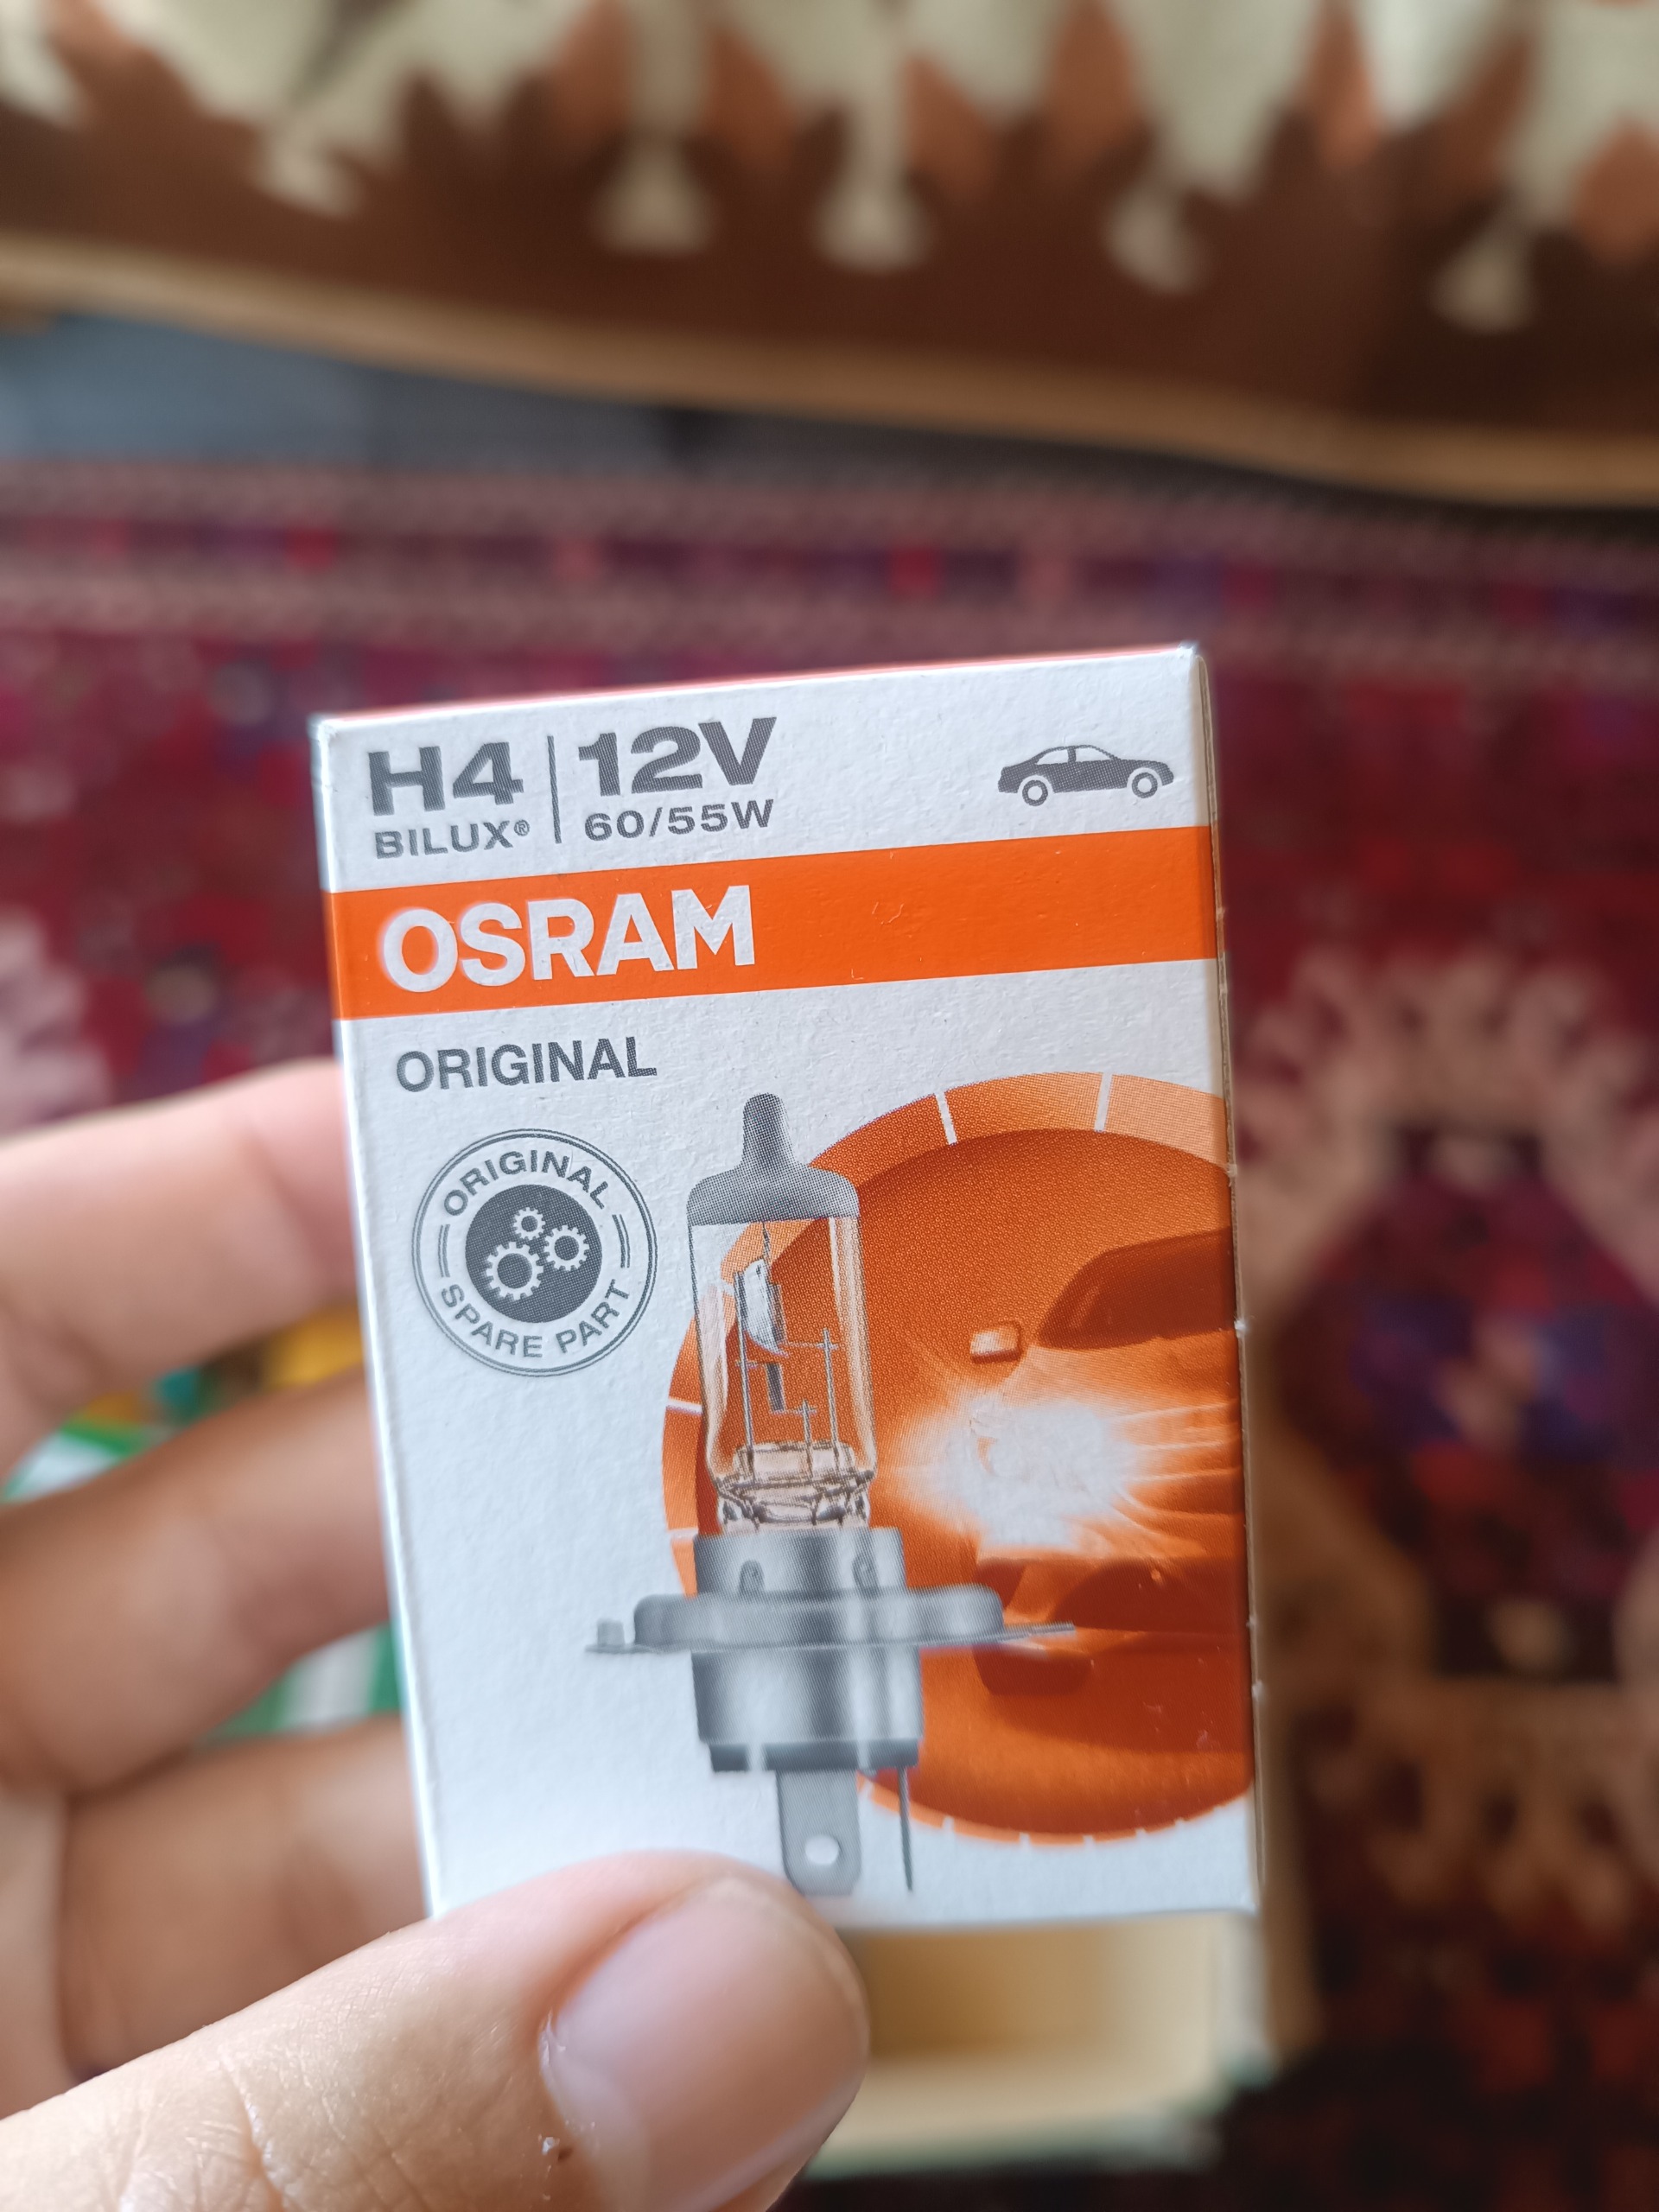 H4 12V
BILUX® 60/55W
OSRAM
ORIGINAL
ORIGINAL
SPARE PART